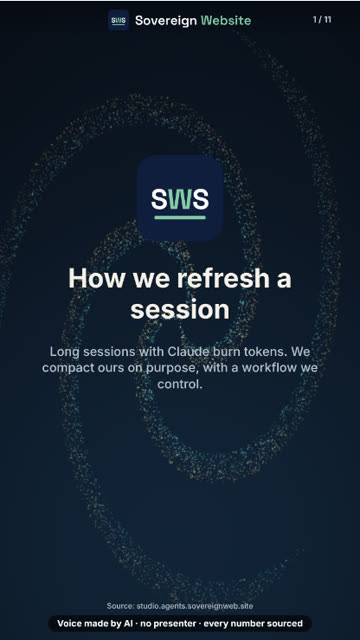 SWS
Sovereign Website
1 / 11
SWS
How we refresh a
session
Long sessions with Claude burn tokens. We
compact ours on purpose, with a workflow we
control.
Source: studio.agents.sovereignweb.site
Voice made by AI · no presenter · every number sourced